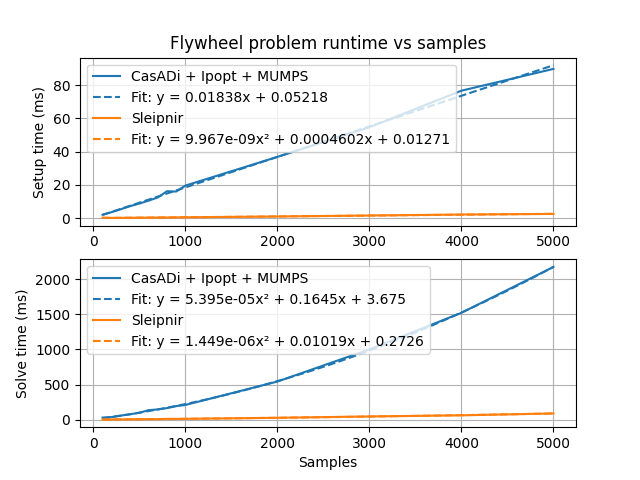 Flywheel problem runtime vs samples
Setup time (ms)
80
60
40
20
0
CasADi + Ipopt + MUMPS
Fit: y = 0.01838x + 0.05218
Sleipnir
Fit: y = 9.967e-09x² + 0.0004602x + 0.01271
0 1000 2000 3000 4000 5000
Solve time (ms)
2000
1500
1000
500
0
CasADi + Ipopt + MUMPS
Fit: y = 5.395e-05x² + 0.1645x + 3.675
Sleipnir
Fit: y = 1.449e-06x² + 0.01019x + 0.2726
0 1000 2000 3000 4000 5000
Samples